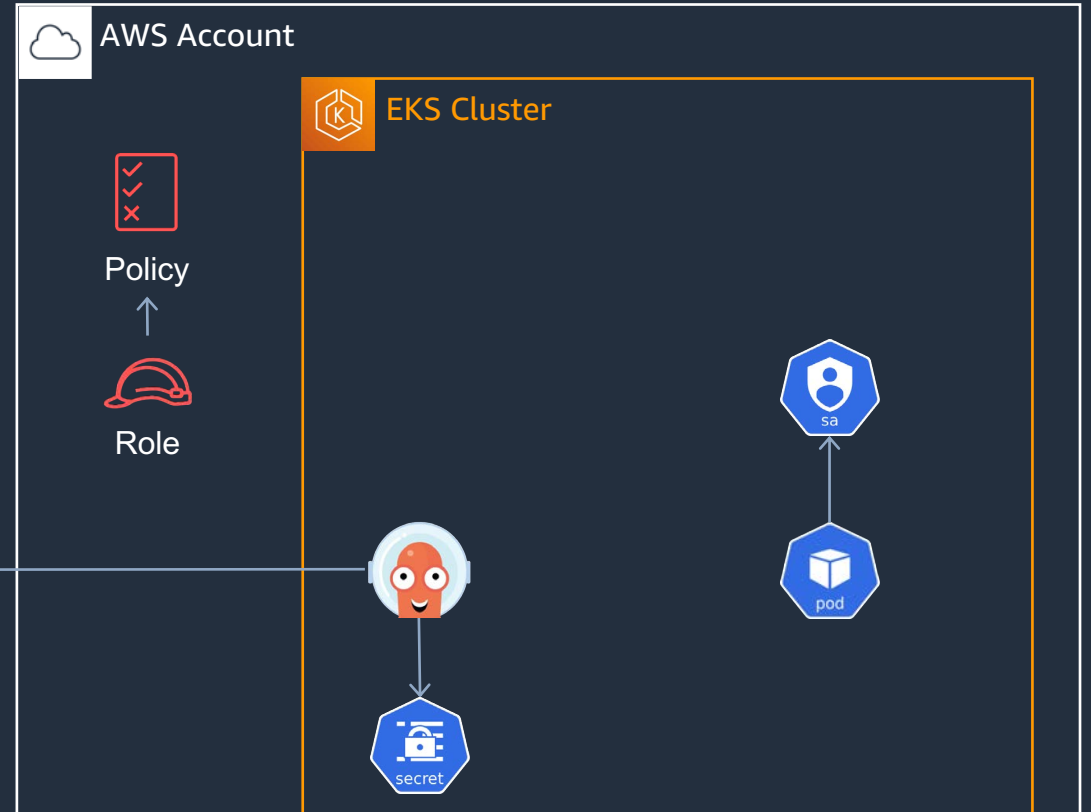 AWS Account
EKS Cluster
K
Policy
Role
sa
pod
secret